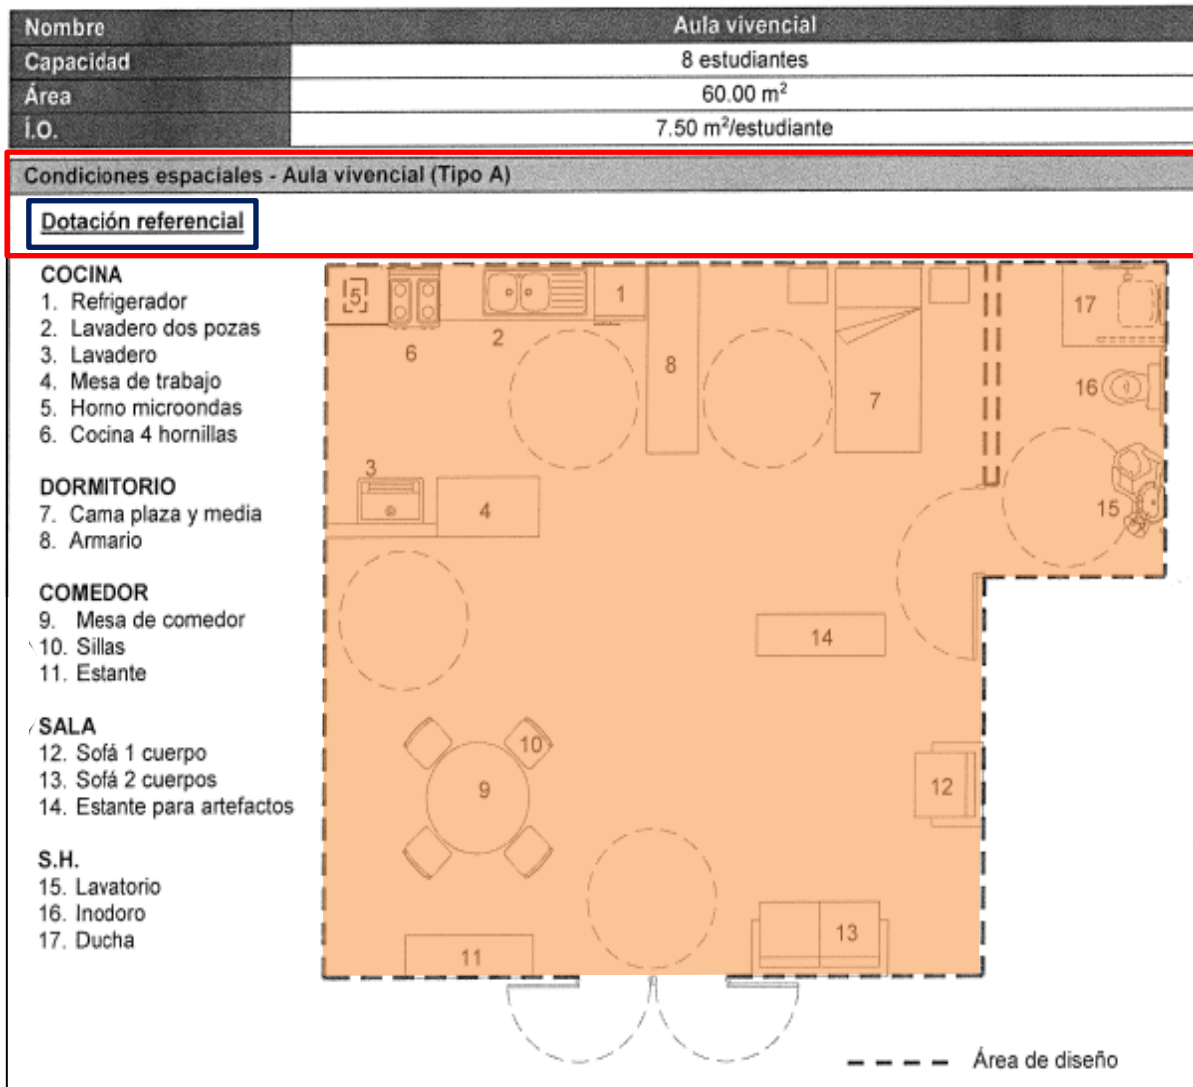 Nombre Aula vivencial
Capacidad 8 estudiantes
Área 60.00 m²
I.O. 7.50 m²/estudiante
Condiciones espaciales - Aula vivencial (Tipo A)
Dotación referencial
COCINA
1. Refrigerador
2. Lavadero dos pozas
3. Lavadero
4. Mesa de trabajo
5. Horno microondas
6. Cocina 4 hornillas
DORMITORIO
7. Cama plaza y media
8. Armario
COMEDOR
9. Mesa de comedor
10. Sillas
11. Estante
SALA
12. Sofá 1 cuerpo
13. Sofá 2 cuerpos
14. Estante para artefactos
S.H.
15. Lavatorio
16. Inodoro
17. Ducha
5
1
17
2
6
8
16
7
3
4
15
14
10
9
12
13
11
Área de diseño